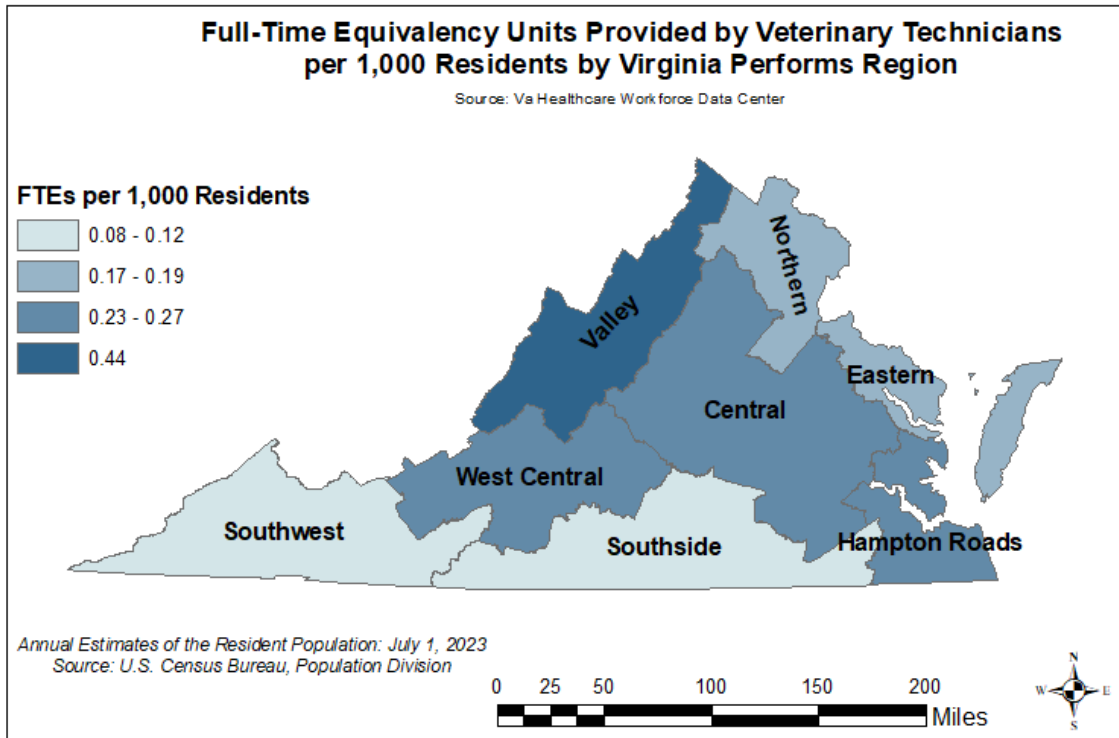 Full-Time Equivalency Units Provided by Veterinary Technicians
per 1,000 Residents by Virginia Performs Region
Source: Va Healthcare Workforce Data Center
FTEs per 1,000 Residents
0.08 - 0.12
0.17 - 0.19
0.23 - 0.27
0.44
Northern
Valley
Eastern
Central
West Central
Southwest
Southside
Hampton Roads
Annual Estimates of the Resident Population: July 1, 2023
Source: U.S. Census Bureau, Population Division
0 25 50 100 150 200
Miles
N
W E
S